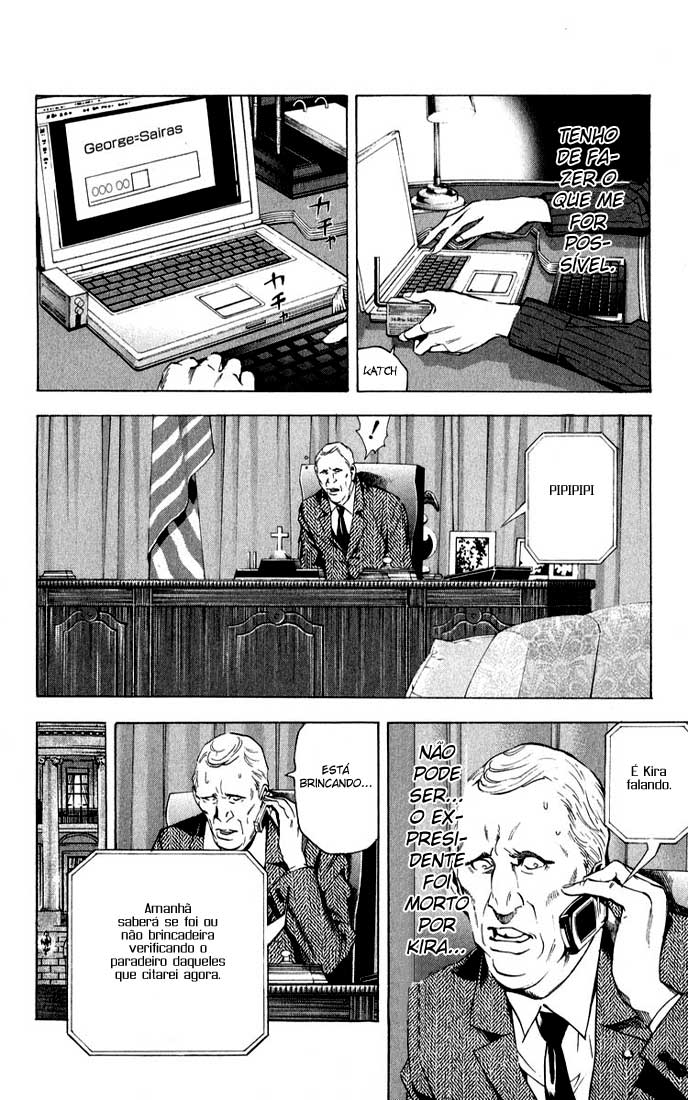 TENHO
DE FA-
ZER O
QUE ME
FOR
POS-
SÍVEL.
KATCH
George=Sairas
000 00
カチャ
カチャ
PIPIPIPI
!
É Kira
falando.
NÃO
PODE
SER...
O EX-
PRESI-
DENTE
FOI
MORTO
POR
KIRA...
ESTÁ
BRINCANDO...
Amanhã
saberá se foi ou
não brincadeira
verificando o
paradeiro daqueles
que citarei agora.